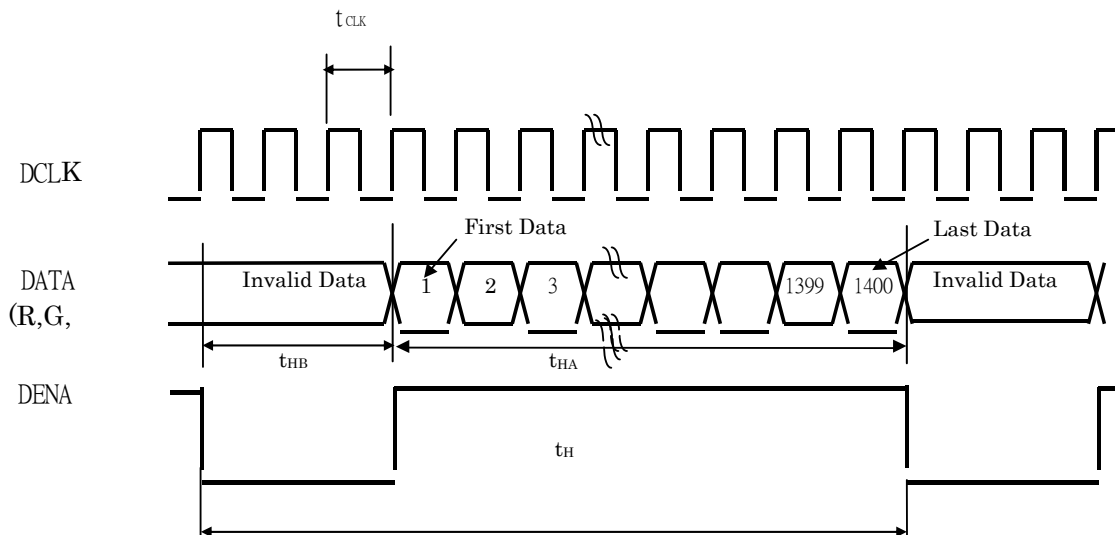 tCLK
DCLK
First Data
Last Data
DATA
(R,G,
Invalid Data
1
2
3
1399
1400
Invalid Data
tHB
tHA
DENA
tH